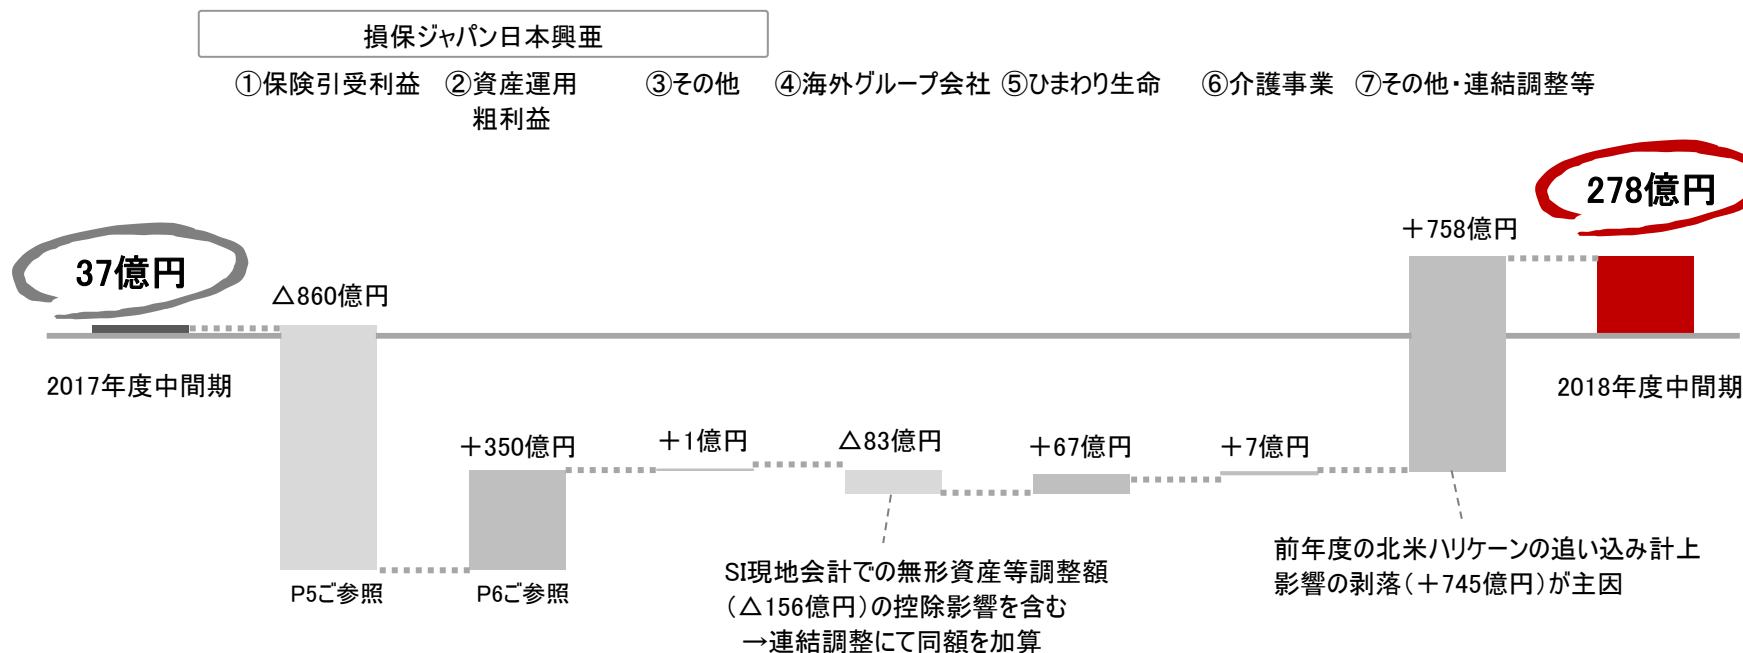 損保ジャパン日本興亜
①保険引受利益
②資産運用
粗利益
③その他
④海外グループ会社
⑤ひまわり生命
⑥介護事業
⑦その他・連結調整等
37億円
△860億円
+350億円
+1億円
△83億円
+67億円
+7億円
+758億円
278億円
2017年度中間期
2018年度中間期
P5ご参照
P6ご参照
SI現地会計での無形資産等調整額
(△156億円)の控除影響を含む
→連結調整にて同額を加算
前年度の北米ハリケーンの追い込み計上
影響の剥落(+745億円)が主因